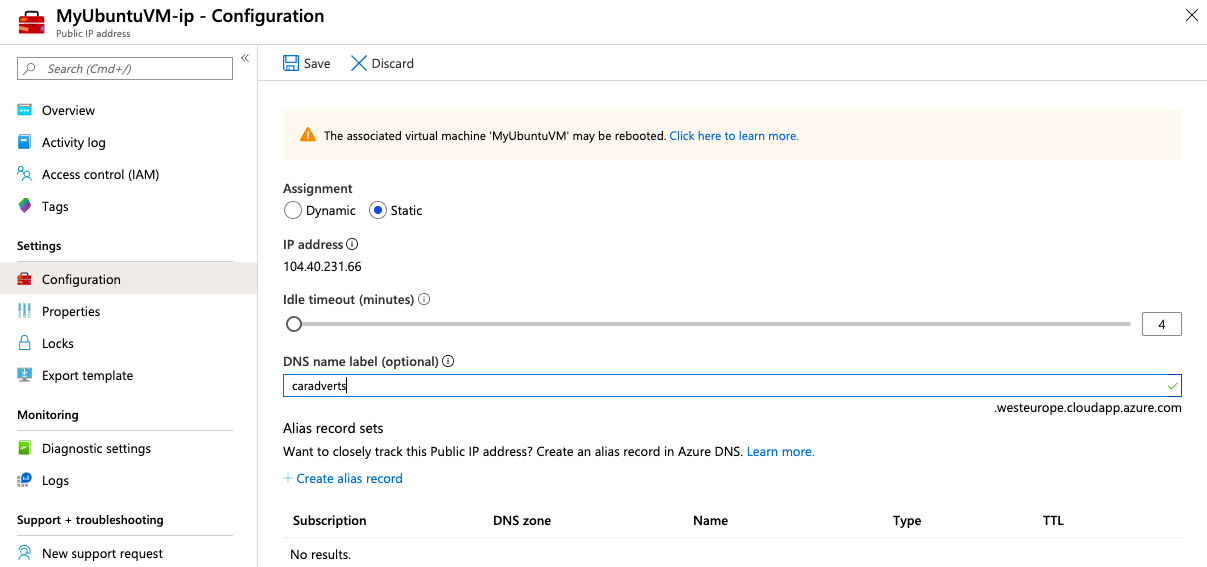 MyUbuntuVM-ip - Configuration
Public IP address
Search (Cmd+/)
«
Overview
Activity log
Access control (IAM)
Tags
Settings
Configuration
Properties
Locks
Export template
Monitoring
Diagnostic settings
Logs
Support + troubleshooting
New support request
Save Discard
The associated virtual machine 'MyUbuntuVM' may be rebooted. Click here to learn more.
Assignment
Dynamic Static
IP address
104.40.231.66
Idle timeout (minutes)
4
DNS name label (optional)
caradverts
.westeurope.cloudapp.azure.com
Alias record sets
Want to closely track this Public IP address? Create an alias record in Azure DNS. Learn more.
+ Create alias record
Subscription DNS zone Name Type TTL
No results.